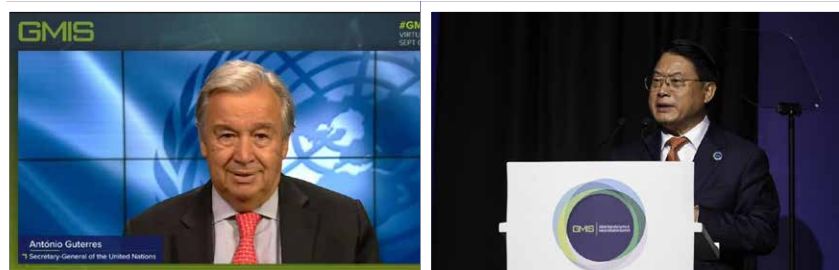 GMIS
#GM
VIRTU
SEPT
António Guterres
Secretary-General of the United Nations
GMIS